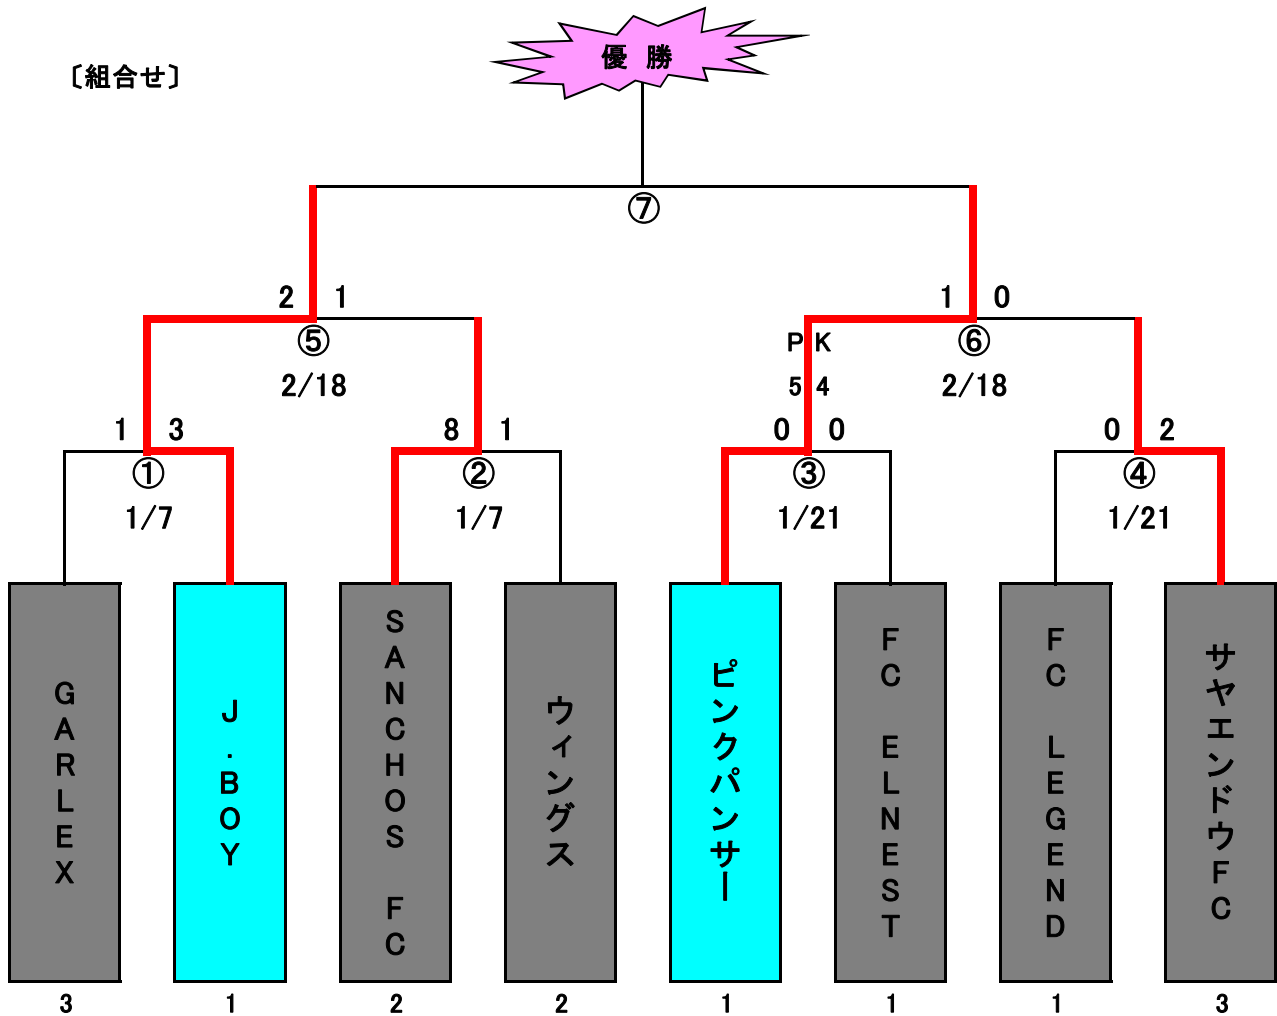 優 勝
〔組合せ〕
⑦
2 1
1 0
⑤
⑥
PK
5 4
2/18
2/18
1 3
8 1
0 0
0 2
①
②
③
④
1/7
1/7
1/21
1/21
GARLEX
J.BOY
SANCHOS FC
ウィングス
ピンクパンサー
FC ELNEST
FC LEGEND
サヤエンドウFC
3
1
2
2
1
1
1
3